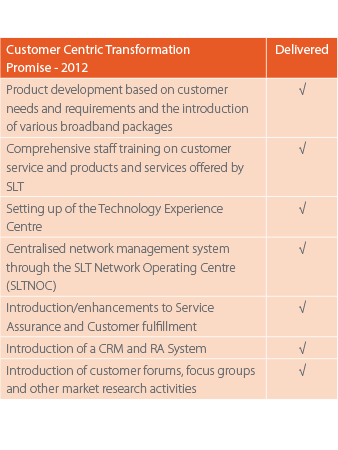 Customer Centric Transformation Delivered
Promise - 2012
Product development based on customer √
needs and requirements and the introduction
of various broadband packages
Comprehensive staff training on customer √
service and products and services offered by
SLT
Setting up of the Technology Experience √
Centre
Centralised network management system √
through the SLT Network Operating Centre
(SLTNOC)
Introduction/enhancements to Service √
Assurance and Customer fulfillment
Introduction of a CRM and RA System √
Introduction of customer forums, focus groups √
and other market research activities